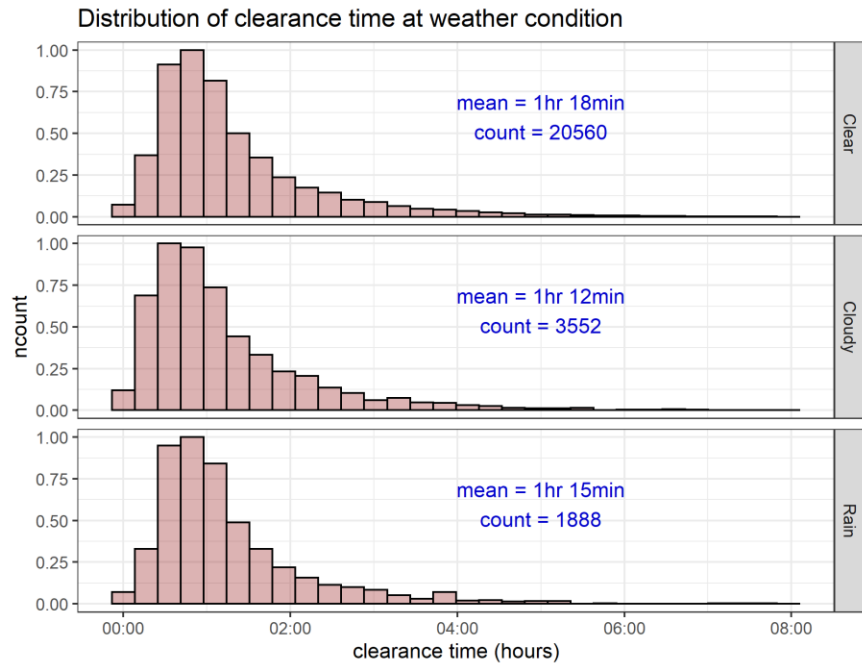 Distribution of clearance time at weather condition
1.00
0.75
0.50
0.25
0.00
mean = 1hr 18min
count = 20560
Clear
1.00
0.75
0.50
0.25
0.00
mean = 1hr 12min
count = 3552
Cloudy
ncount
1.00
0.75
0.50
0.25
0.00
mean = 1hr 15min
count = 1888
Rain
00:00 02:00 04:00 06:00 08:00
clearance time (hours)